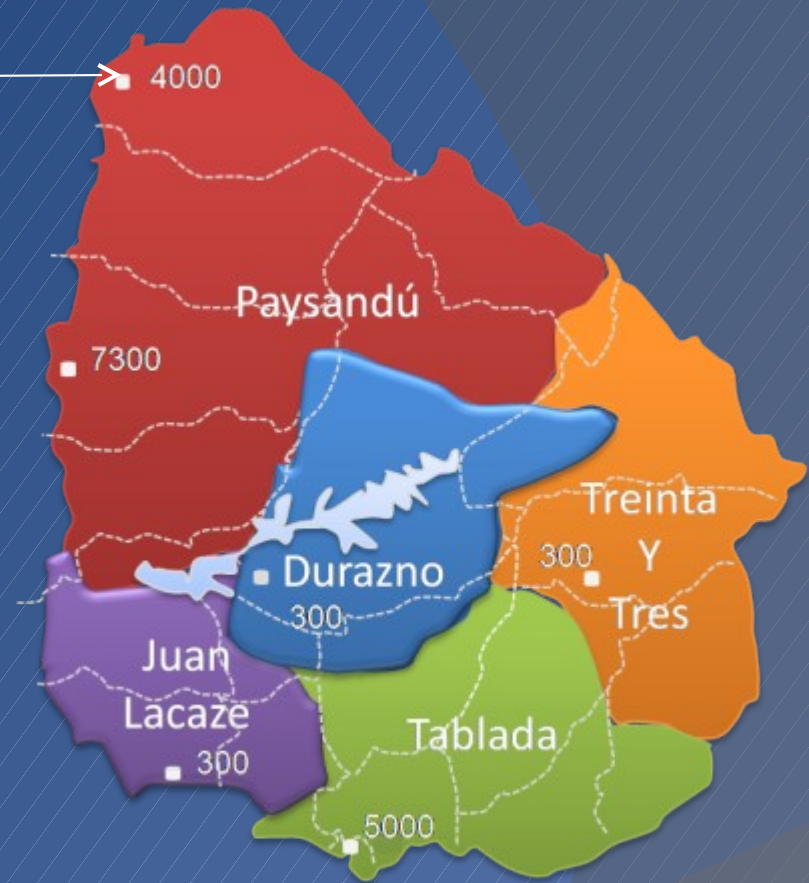 4000
Paysandú
7300
Treinta
Y
Tres
300
Durazno
300
Juan
Lacaze
300
Tablada
5000